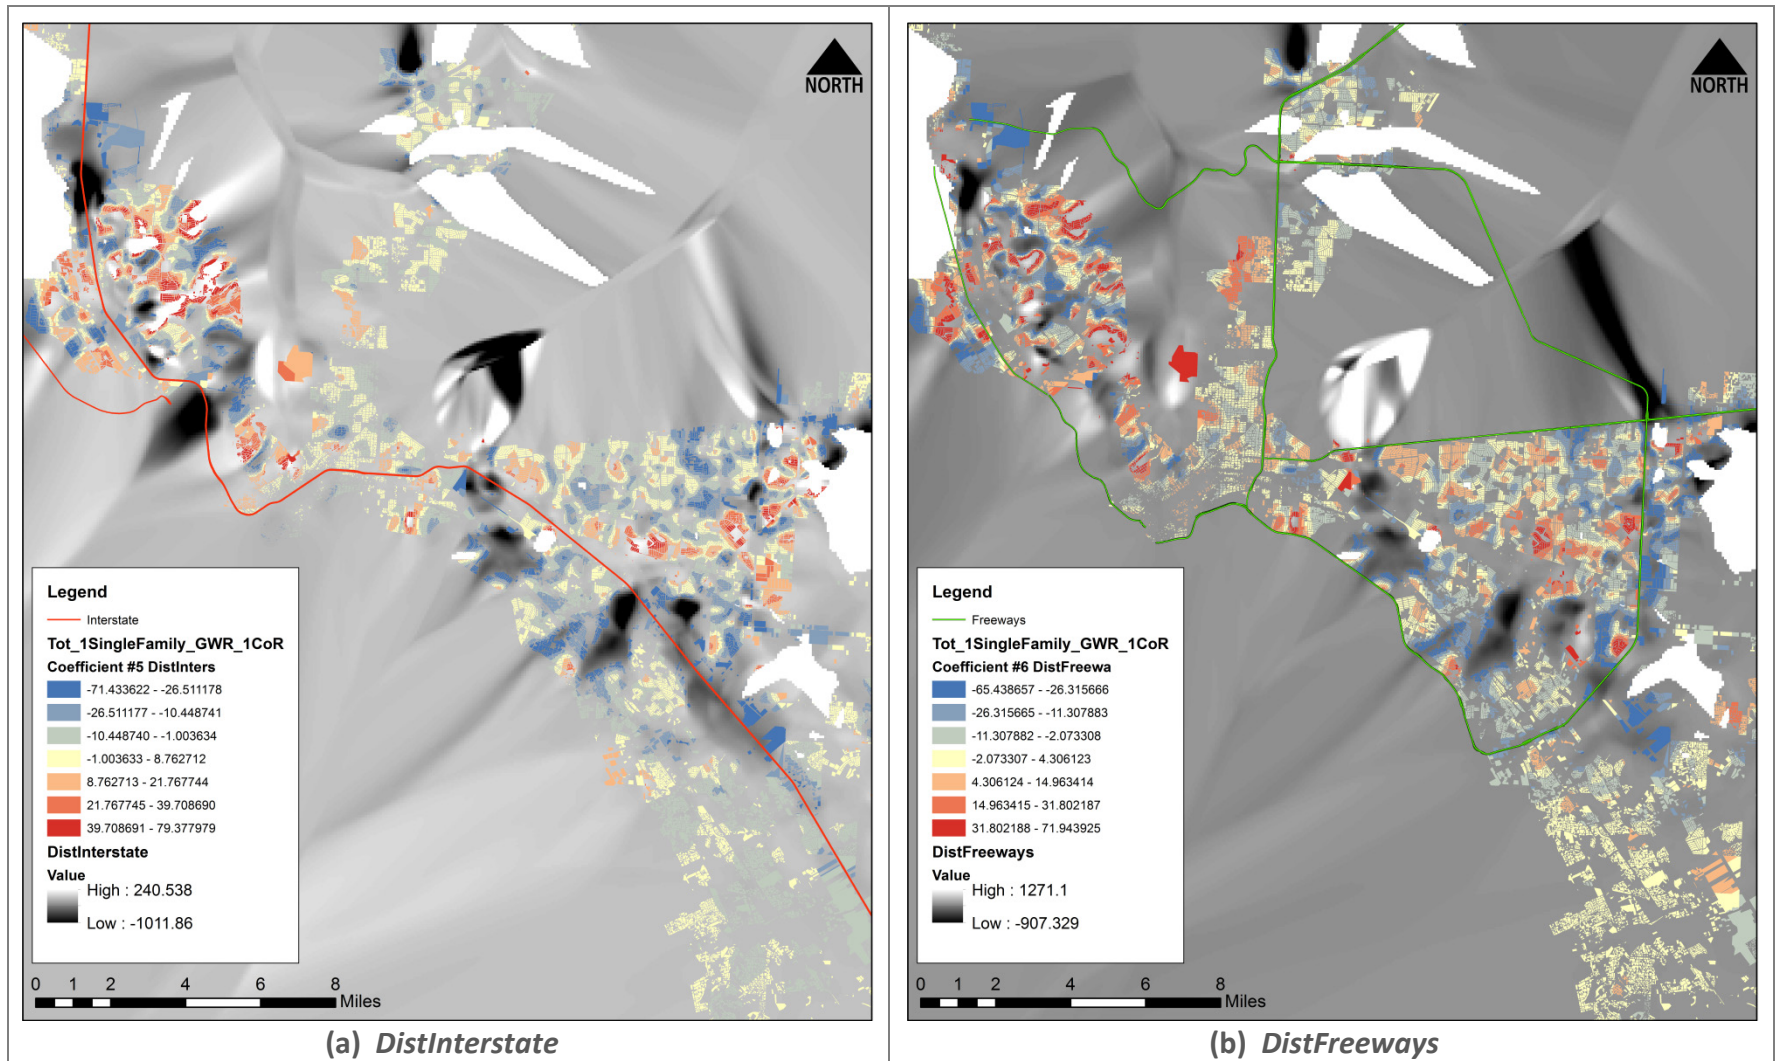 NORTH
Legend
Interstate
Tot_1SingleFamily_GWR_1CoR
Coefficient #5 DistInters
-71.433622 - -26.511178
-26.511177 - -10.448741
-10.448740 - -1.003634
-1.003633 - 8.762712
8.762713 - 21.767744
21.767745 - 39.708690
39.708691 - 79.377979
DistInterstate
Value
High : 240.538
Low : -1011.86
0 1 2 4 6 8
Miles
(a) DistInterstate
NORTH
Legend
Freeways
Tot_1SingleFamily_GWR_1CoR
Coefficient #6 DistFreewa
-65.438657 - -26.315666
-26.315665 - -11.307883
-11.307882 - -2.073308
-2.073307 - 4.306123
4.306124 - 14.963414
14.963415 - 31.802187
31.802188 - 71.943925
DistFreeways
Value
High : 1271.1
Low : -907.329
0 1 2 4 6 8
Miles
(b) DistFreeways